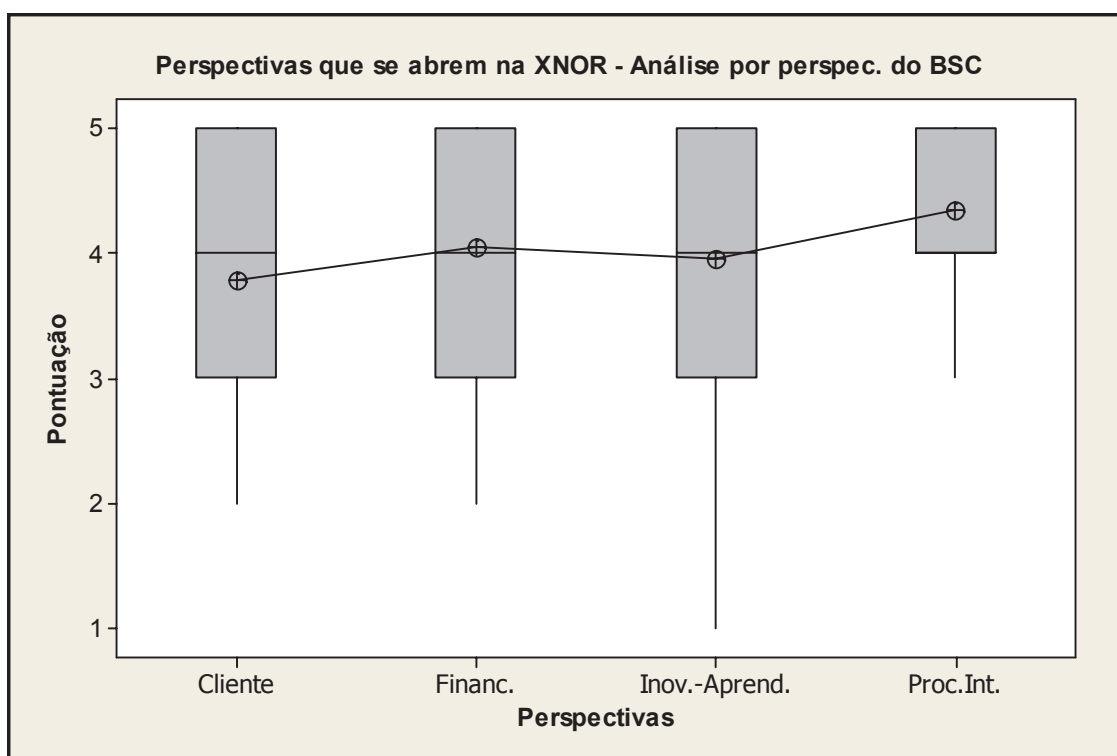 Perspectivas que se abrem na XNOR - Análise por perspec. do BSC
5
4
3
2
1
Pontuação
Cliente Financ. Inov.-Aprend. Proc.Int.
Perspectivas